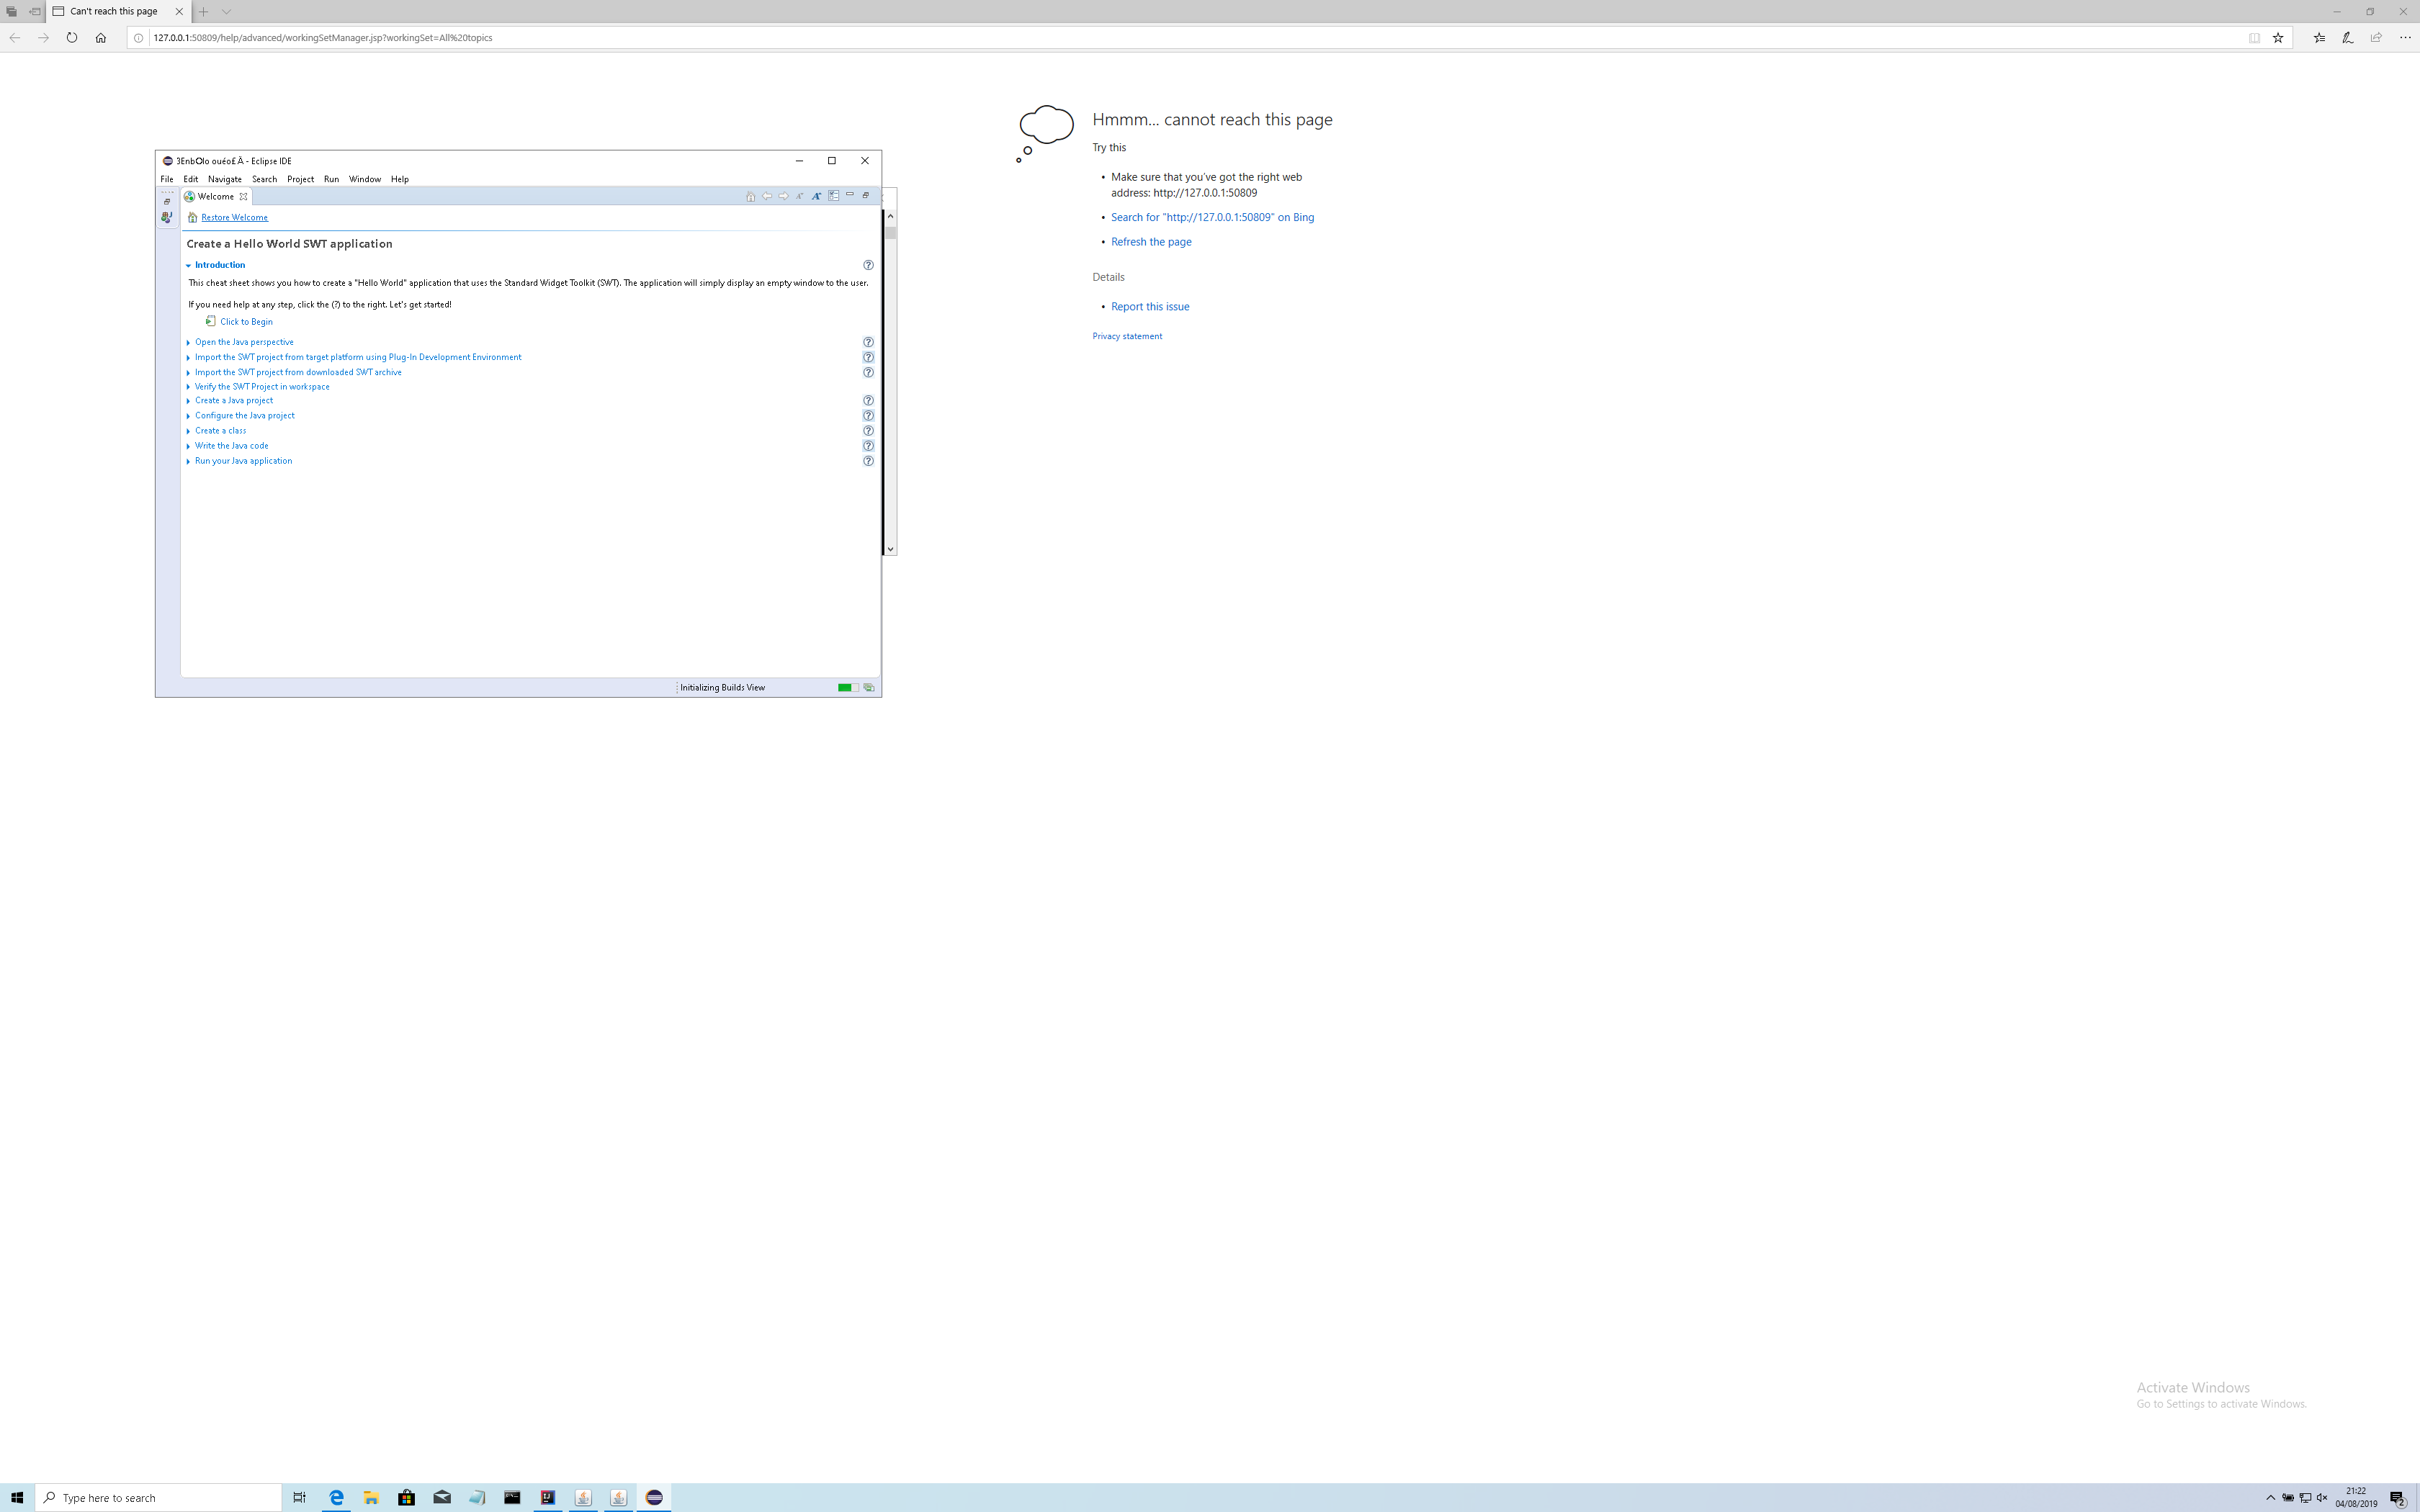 Can't reach this page
127.0.0.1:50809/help/advanced/workingSetManager.jsp?workingSet=All%20topics
Hmmm... cannot reach this page
Try this
• Make sure that you've got the right web
address: http://127.0.0.1:50809
• Search for "http://127.0.0.1:50809" on Bing
• Refresh the page
Details
• Report this issue
Privacy statement
- Eclipse IDE
File Edit Navigate Search Project Run Window Help
Welcome
Restore Welcome
Create a Hello World SWT application
Introduction
This cheat sheet shows you how to create a "Hello World" application that uses the Standard Widget Toolkit (SWT). The application will simply display an empty window to the user.
If you need help at any step, click the (?) to the right. Let's get started!
Click to Begin
Open the Java perspective
Import the SWT project from target platform using Plug-In Development Environment
Import the SWT project from downloaded SWT archive
Verify the SWT Project in workspace
Create a Java project
Configure the Java project
Create a class
Write the Java code
Run your Java application
Initializing Builds View
Activate Windows
Go to Settings to activate Windows.
Type here to search
21:22
04/08/2019
2